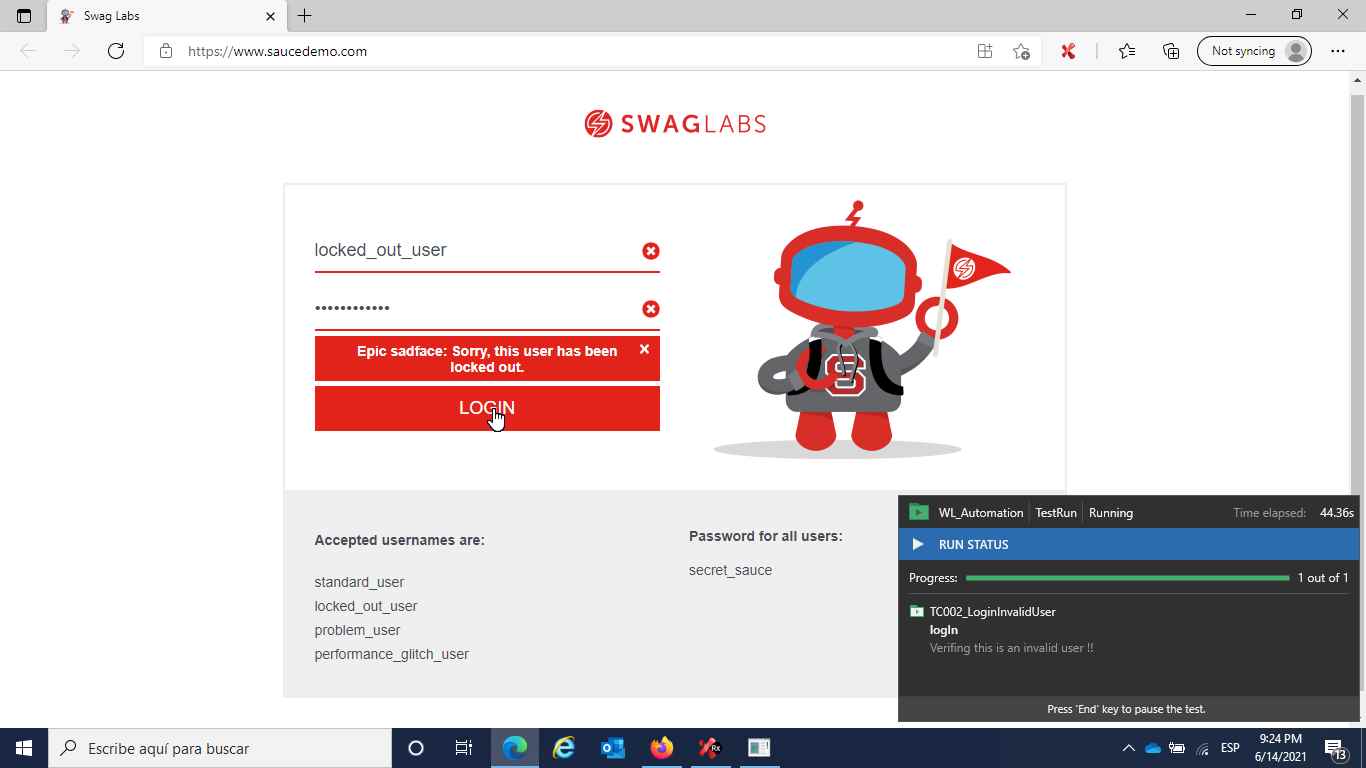 Swag Labs
https://www.saucedemo.com
Not syncing
SWAGLABS
locked_out_user
••••••••••••
Epic sadface: Sorry, this user has been
locked out.
LOGIN
S
Accepted usernames are:
standard_user
locked_out_user
problem_user
performance_glitch_user
Password for all users:
secret_sauce
WL_Automation TestRun Running Time elapsed: 44.36s
RUN STATUS
Progress: 1 out of 1
TC002_LoginInvalidUser
logIn
Verifing this is an invalid user !!
Press 'End' key to pause the test.
Escribe aquí para buscar
Rx
ESP
9:24 PM
6/14/2021
13